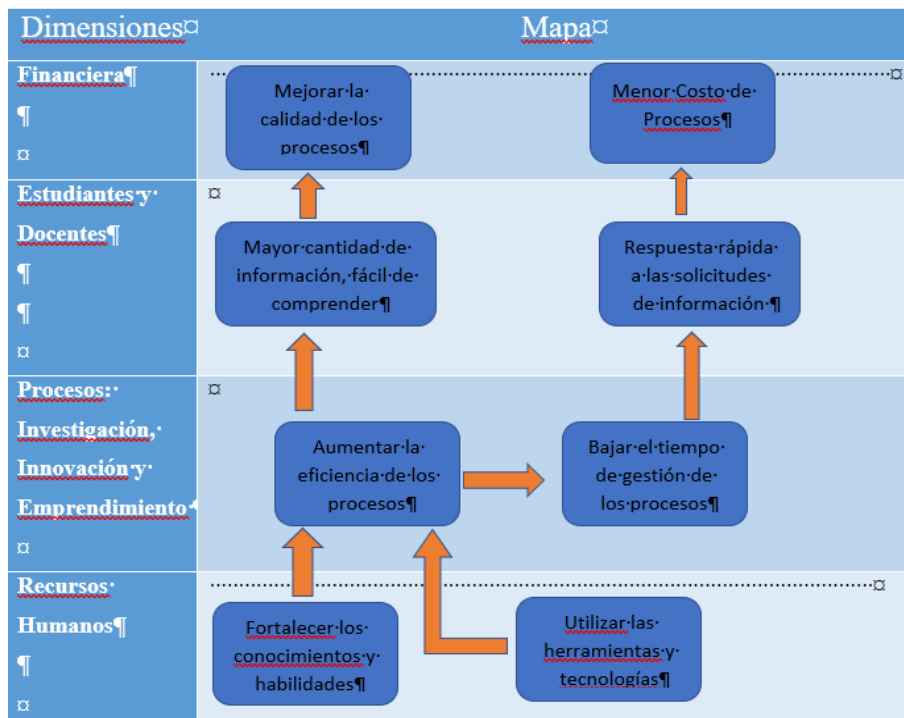 Dimensiones¤
Mapa¤
Financiera¶
¶
¤
Mejorar·la·
calidad·de·los·
procesos¶
Menor·Costo·de·
Procesos¶
¤
Estudiantes·y·
Docentes¶
¶
¶
¤
¤
Mayor·cantidad·de·
información,·fácil·de·
comprender¶
Respuesta·rápida·
a·las·solicitudes·
de·información·¶
Procesos:·
Investigación,·
Innovación·y·
Emprendimiento·¶
¤
¤
Aumentar·la·
eficiencia·de·los·
procesos¶
Bajar·el·tiempo·
de·gestión·de·
los·procesos¶
Recursos·
Humanos¶
¶
¤
¤
Fortalecer·los·
conocimientos·y·
habilidades¶
Utilizar·las·
herramientas·y·
tecnologías¶